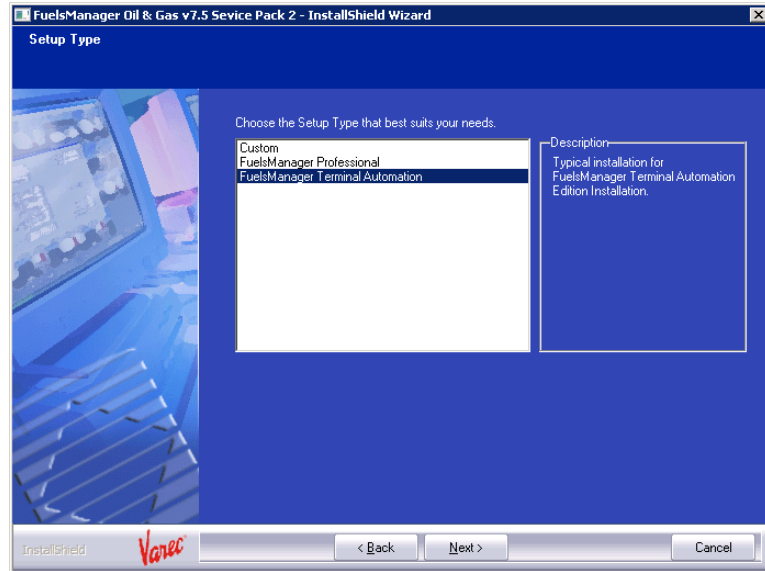 FuelsManager Oil & Gas v7.5 Sevice Pack 2 - InstallShield Wizard
Setup Type
Choose the Setup Type that best suits your needs.
Custom
FuelsManager Professional
FuelsManager Terminal Automation
Description
Typical installation for
FuelsManager Terminal Automation
Edition Installation.
InstallShield
Varec
< Back
Next >
Cancel